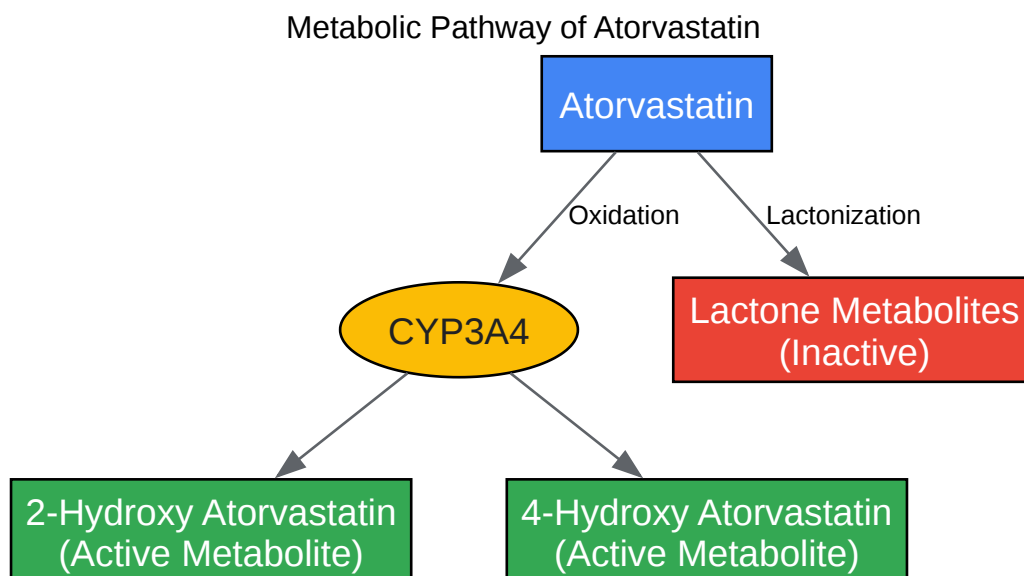 Metabolic Pathway of Atorvastatin
Atorvastatin
Oxidation
Lactonization
CYP3A4
Lactone Metabolites
(Inactive)
2-Hydroxy Atorvastatin
(Active Metabolite)
4-Hydroxy Atorvastatin
(Active Metabolite)